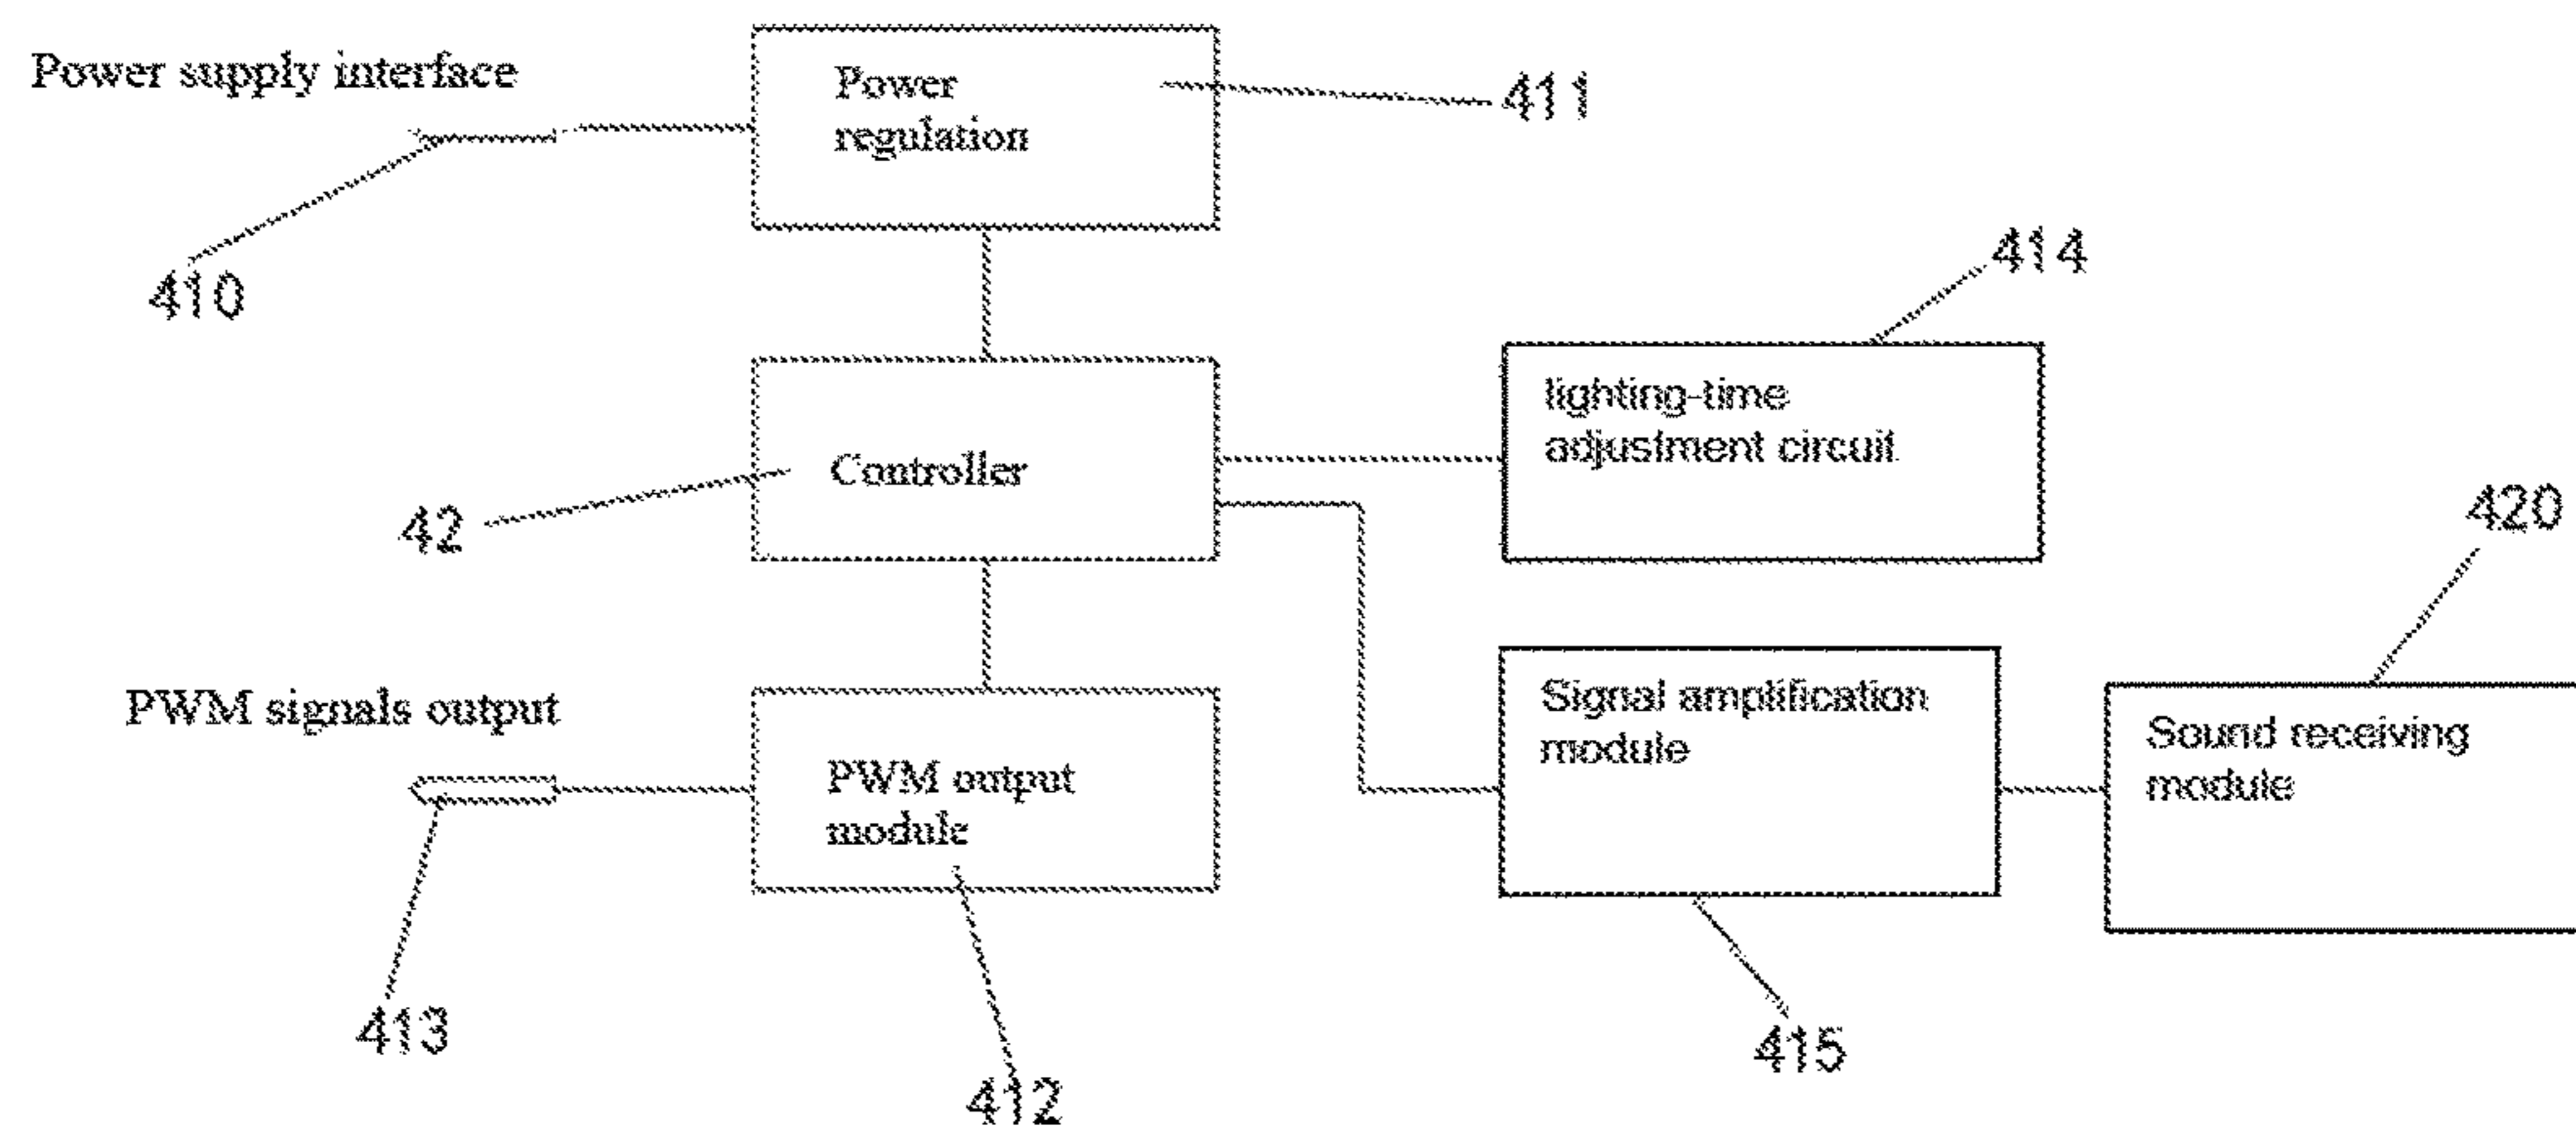 Power supply interface
Power
regulation
411
410
414
lighting-time
adjustment circuit
Controller
42
420
PWM signals output
Signal amplification
module
Sound receiving
module
PWM output
module
413
415
412